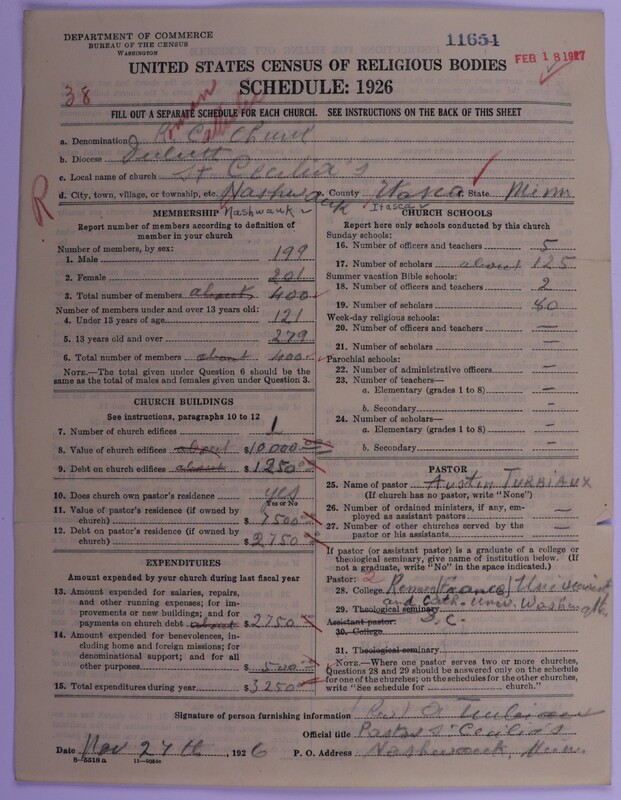 DEPARTMENT OF COMMERCE
BUREAU OF THE CENSUS
WASHINGTON
11654
FEB 18 1927
UNITED STATES CENSUS OF RELIGIOUS BODIES
SCHEDULE: 1926
38
Roman Catholic
FILL OUT A SEPARATE SCHEDULE FOR EACH CHURCH. SEE INSTRUCTIONS ON THE BACK OF THIS SHEET
a. Denomination R. C. Church
b. Diocese Duluth
c. Local name of church St. Cecilia's
d. City, town, village, or township, etc. Nashwauk County Itasca State Minn
R
Nashwauk Itasca
MEMBERSHIP
Report number of members according to definition of member in your church
Number of members, by sex:
1. Male 199
2. Female 201
3. Total number of members about 400
Number of members under and over 13 years old:
4. Under 13 years of age 121
5. 13 years old and over 279
6. Total number of members about 400
NOTE.—The total given under Question 6 should be the same as the total of males and females given under Question 3.
CHURCH BUILDINGS
See instructions, paragraphs 10 to 12
7. Number of church edifices 1
8. Value of church edifices about $10,000
9. Debt on church edifices about $1250
10. Does church own pastor's residence yes
Yes or No
11. Value of pastor's residence (if owned by church) $7500
12. Debt on pastor's residence (if owned by church) $2750
EXPENDITURES
Amount expended by your church during last fiscal year
13. Amount expended for salaries, repairs, and other running expenses; for improvements or new building; and for payments on church debt about $2750
14. Amount expended for benevolences, including home and foreign missions; for denominational support; and for all other purposes $500
15. Total expenditures during year $3250
CHURCH SCHOOLS
Report here only schools conducted by this church
Sunday schools:
16. Number of officers and teachers 5
17. Number of scholars about 125
Summer vacation Bible schools:
18. Number of officers and teachers 2
19. Number of scholars 80
Week-day religious schools:
20. Number of officers and teachers —
21. Number of scholars —
Parochial schools:
22. Number of administrative officers —
23. Number of teachers—
a. Elementary (grades 1 to 8) —
b. Secondary —
24. Number of scholars—
a. Elementary (grades 1 to 8) —
b. Secondary —
PASTOR
25. Name of pastor Austin TURBIAUX
(If church has no pastor, write "None")
26. Number of ordained ministers, if any, employed as assistant pastors —
27. Number of other churches served by the pastor or his assistants —
If pastor (or assistant pastor) is a graduate of a college or theological seminary, give name of institution below. (If not a graduate, write "No" in the space indicated.)
Pastor: 2
28. College Rennes (France) University
29. Theological seminary and Cath. Univ. Washington
D.C.
Assistant pastor:
30. College
31. Theological seminary
NOTE.—Where one pastor serves two or more churches, Questions 28 and 29 should be answered only on the schedule for one of the churches; on the schedules for the other churches, write "See schedule for ............ church."
Signature of person furnishing information Rev. A. Turbiaux
Official title Pastor St. Cecilia's
Date Nov 27th, 1926 P. O. Address Nashwauk, Minn.
8—5518 a